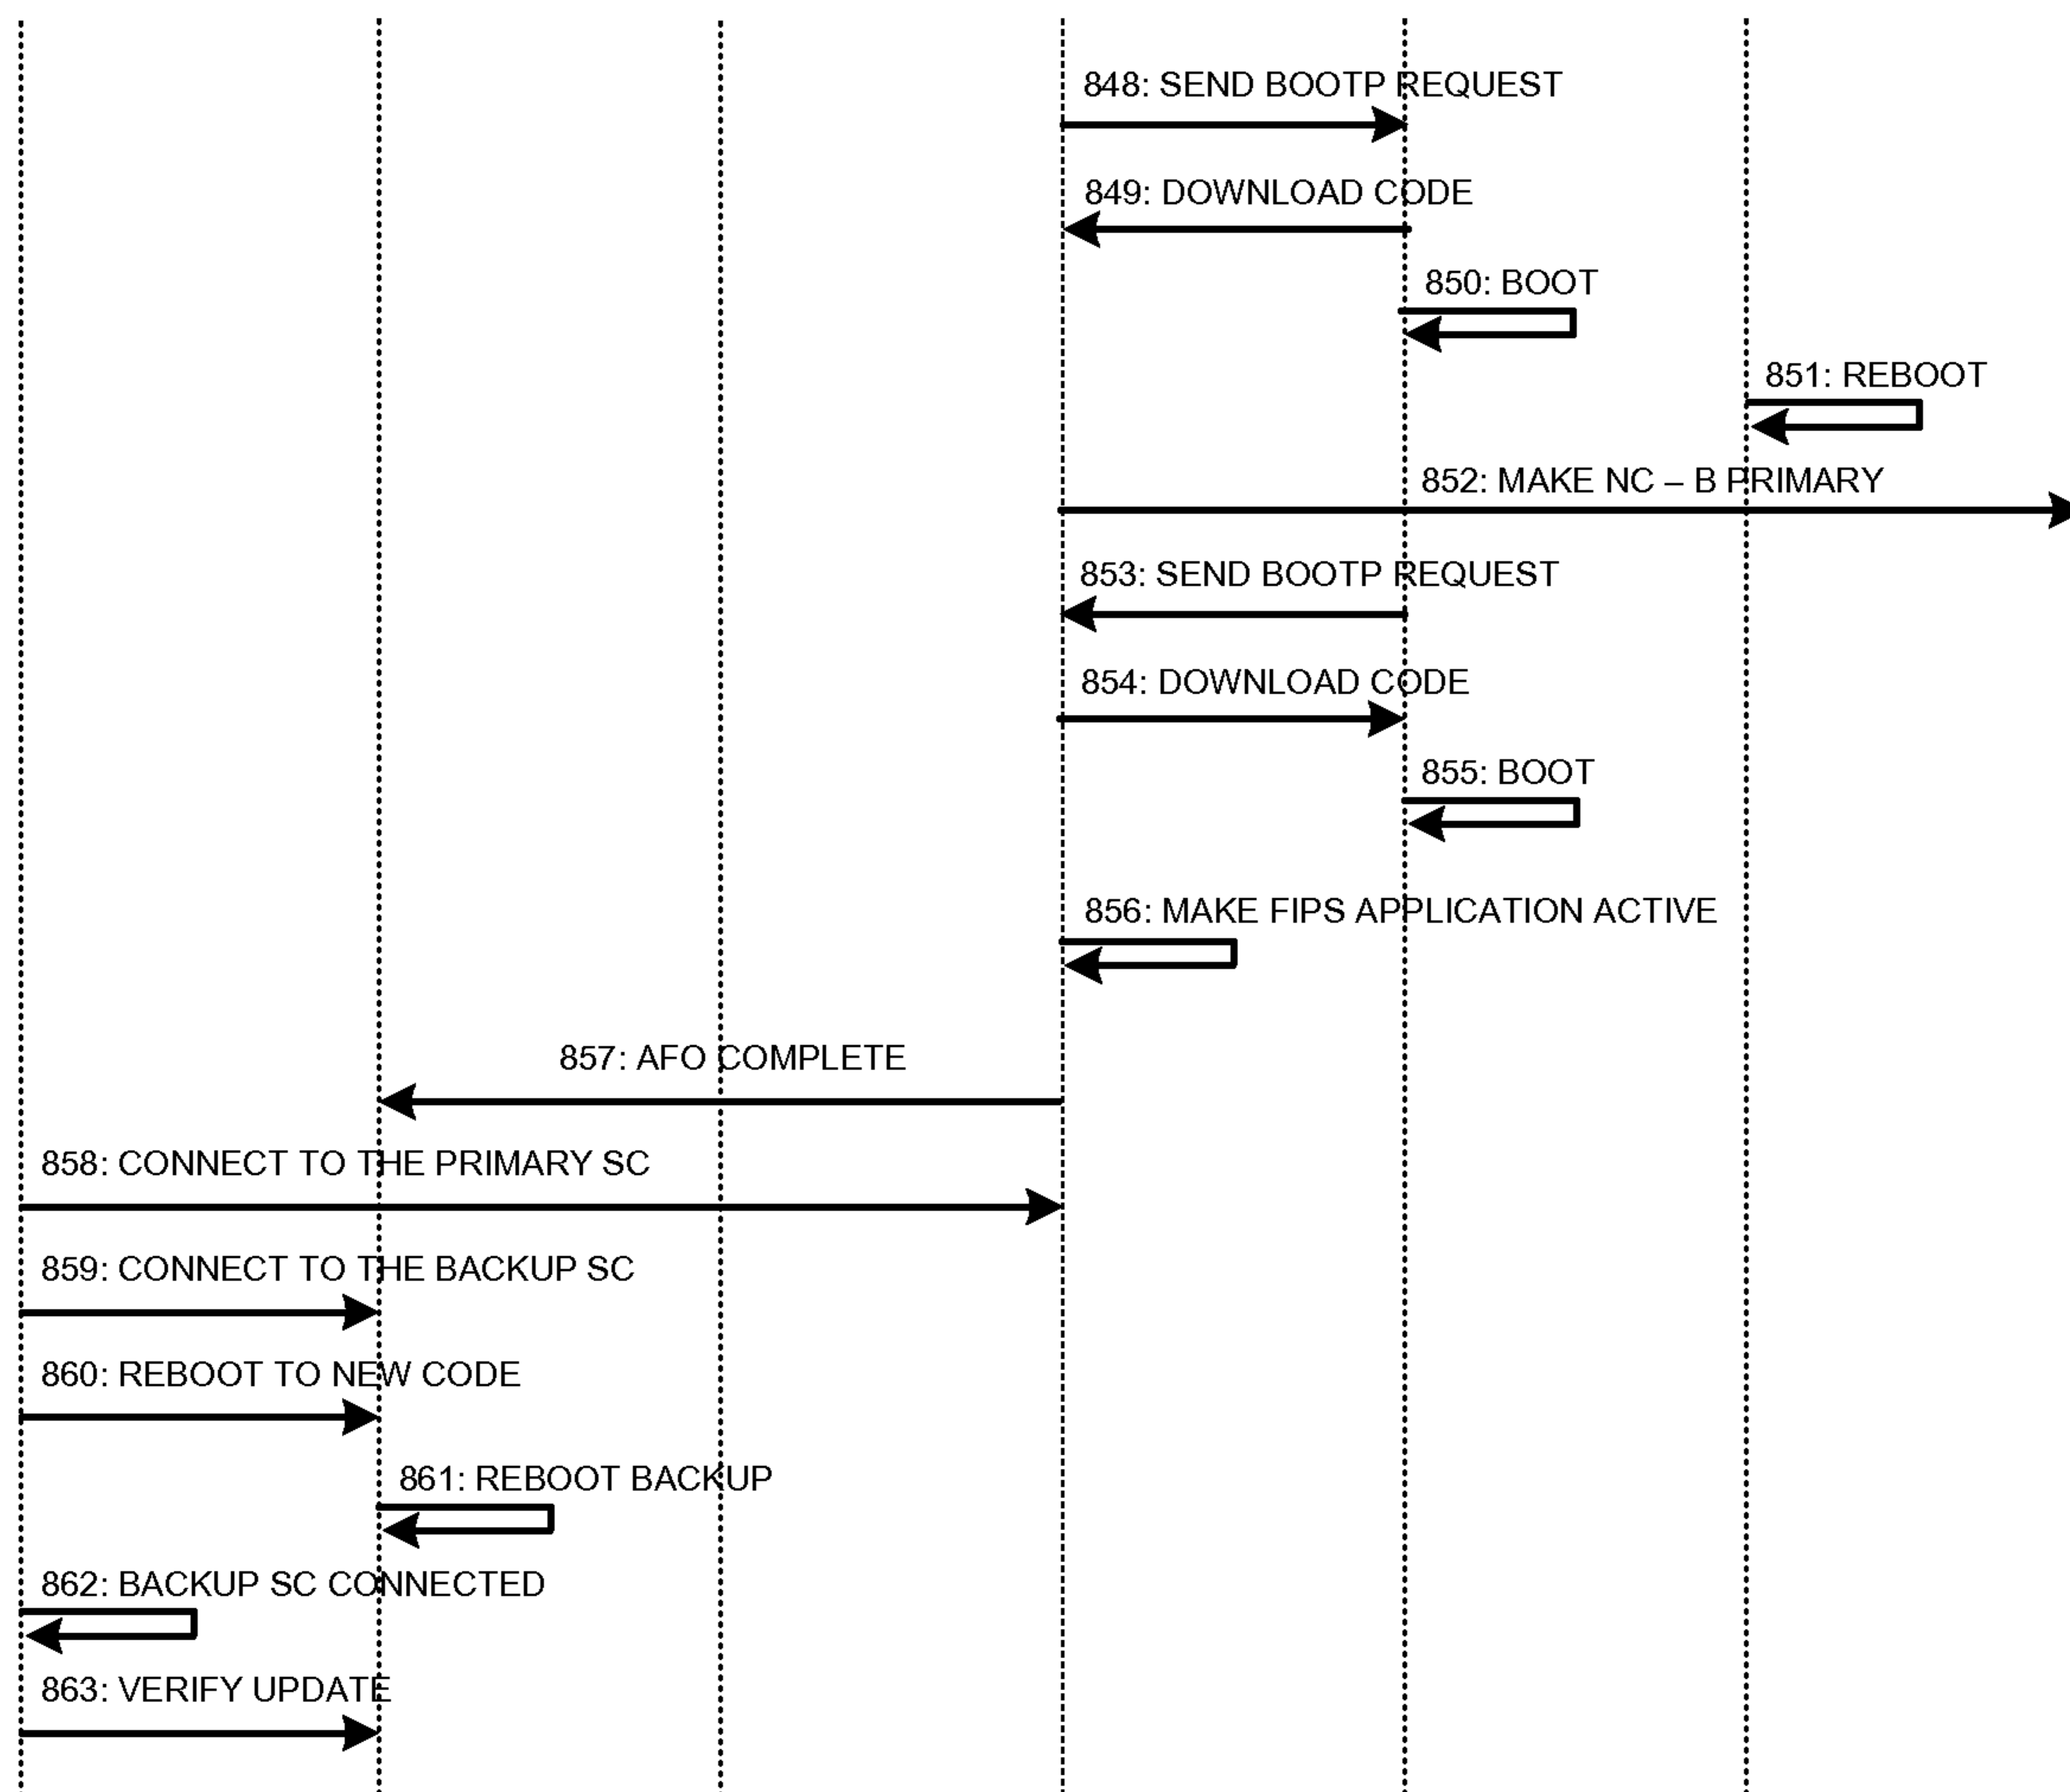 848: SEND BOOTP REQUEST
849: DOWNLOAD CODE
850: BOOT
851: REBOOT
852: MAKE NC – B PRIMARY
853: SEND BOOTP REQUEST
854: DOWNLOAD CODE
855: BOOT
856: MAKE FIPS APPLICATION ACTIVE
857: AFO COMPLETE
858: CONNECT TO THE PRIMARY SC
859: CONNECT TO THE BACKUP SC
860: REBOOT TO NEW CODE
861: REBOOT BACKUP
862: BACKUP SC CONNECTED
863: VERIFY UPDATE